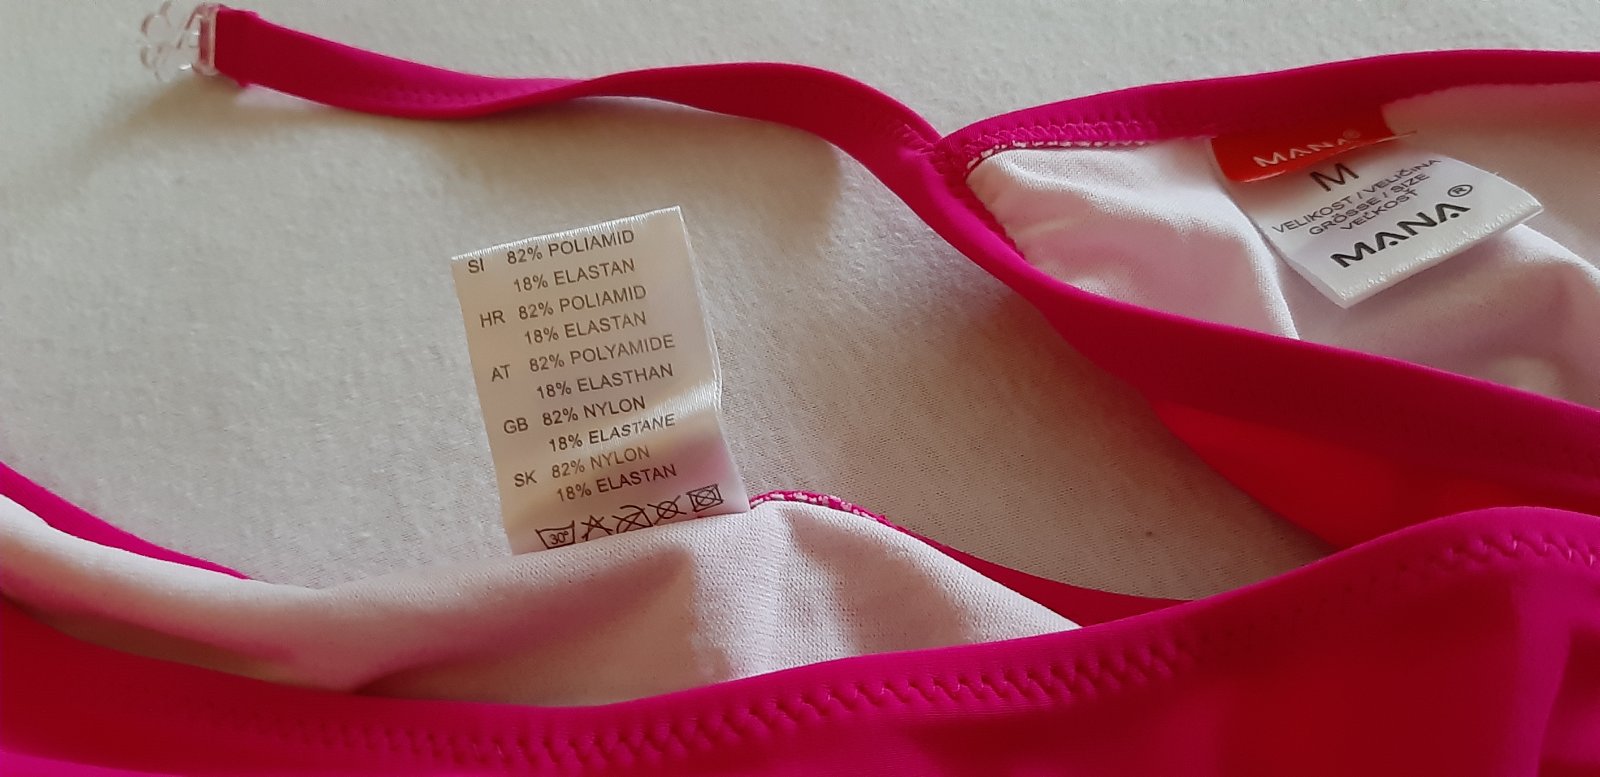 SI 82% POLIAMID
18% ELASTAN
HR 82% POLIAMID
18% ELASTAN
AT 82% POLYAMIDE
18% ELASTHAN
GB 82% NYLON
18% ELASTANE
SK 82% NYLON
18% ELASTAN
30°
MANA®
M
VELIKOST / VELIČINA
GRÖSSE / SIZE
VEĽKOSŤ
MANA®